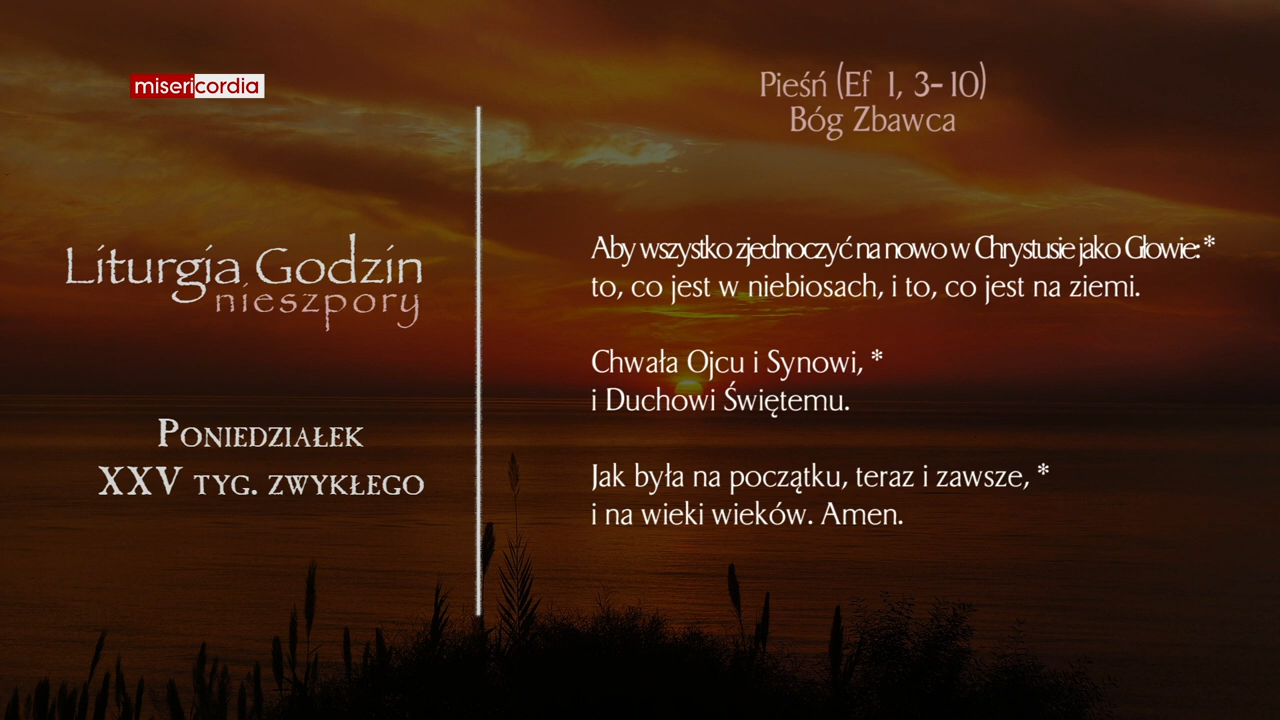 misericordia
Liturgia Godzin
nieszpory
Poniedziałek
XXV tyg. zwykłego
Pieśń (Ef 1, 3-10)
Bóg Zbawca
Aby wszystko zjednoczyć na nowo w Chrystusie jako Głowie: *
to, co jest w niebiosach, i to, co jest na ziemi.
Chwała Ojcu i Synowi, *
i Duchowi Świętemu.
Jak była na początku, teraz i zawsze, *
i na wieki wieków. Amen.